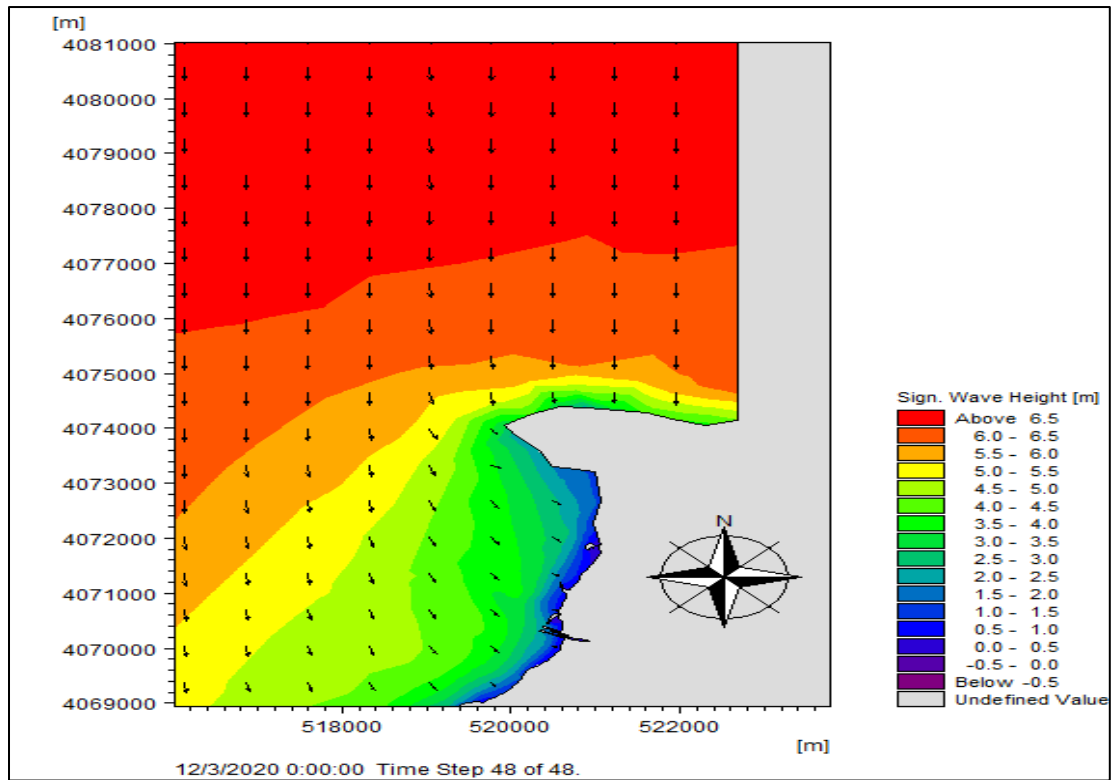 [m]
4081000
4080000
4079000
4078000
4077000
4076000
4075000
4074000
4073000
4072000
4071000
4070000
4069000
518000 520000 522000
[m]
N
Sign. Wave Height [m]
Above 6.5
6.0 - 6.5
5.5 - 6.0
5.0 - 5.5
4.5 - 5.0
4.0 - 4.5
3.5 - 4.0
3.0 - 3.5
2.5 - 3.0
2.0 - 2.5
1.5 - 2.0
1.0 - 1.5
0.5 - 1.0
0.0 - 0.5
-0.5 - 0.0
Below -0.5
Undefined Value
12/3/2020 0:00:00 Time Step 48 of 48.